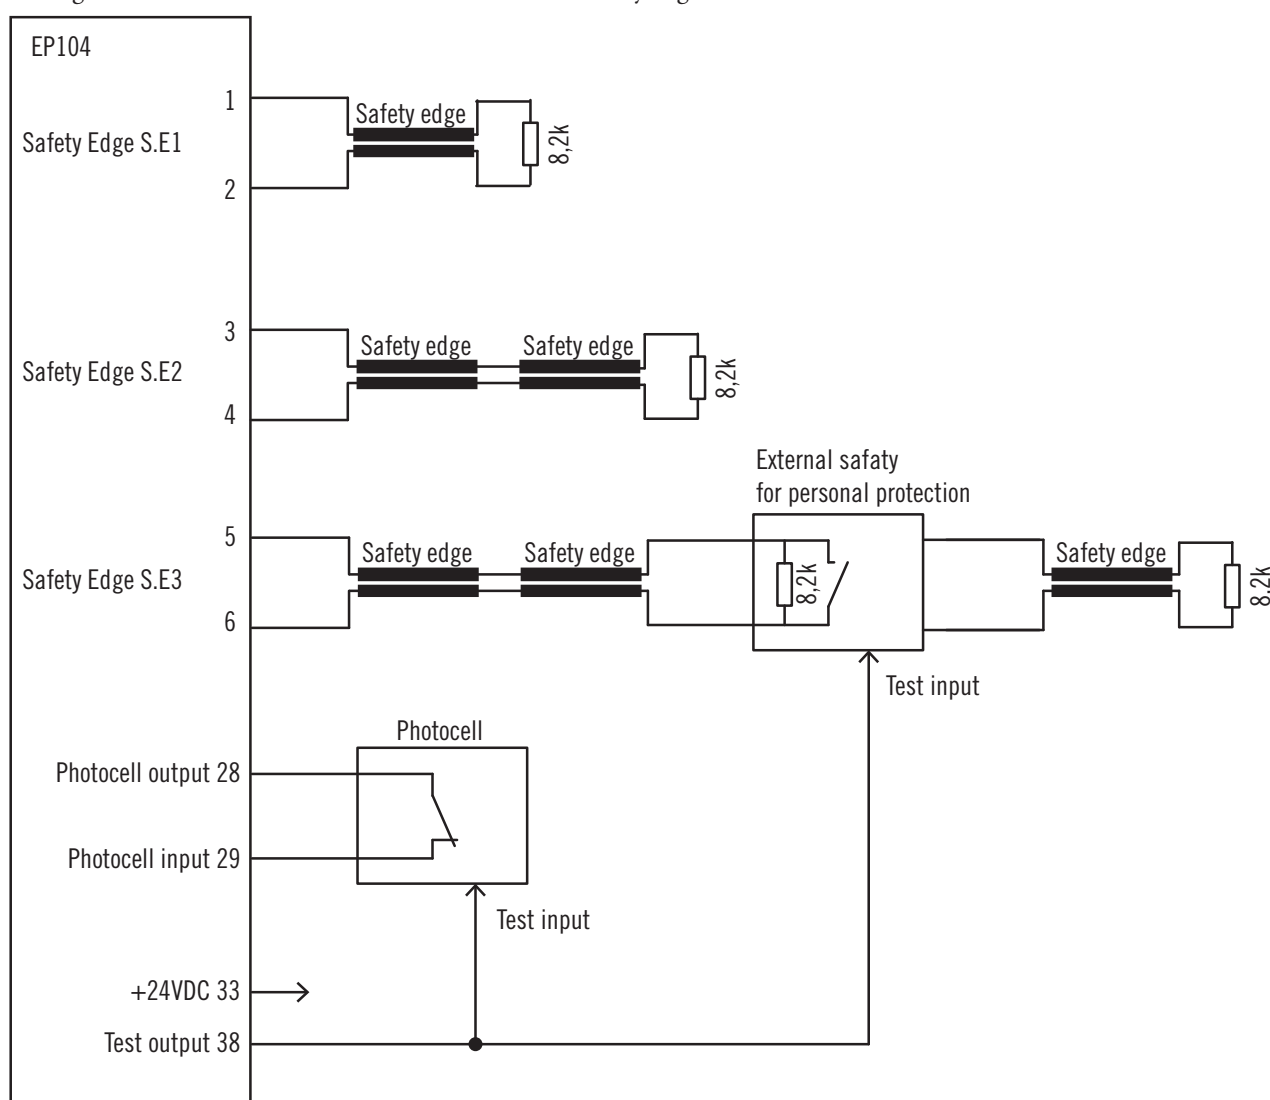 EP104
1
Safety edge
Safety Edge S.E1
8,2k
2
3
Safety edge
Safety edge
Safety Edge S.E2
8,2k
4
External safaty
for personal protection
5
Safety edge
Safety edge
Safety edge
Safety Edge S.E3
8,2k
8,2k
6
Test input
Photocell
Photocell output 28
Photocell input 29
Test input
+24VDC 33
Test output 38